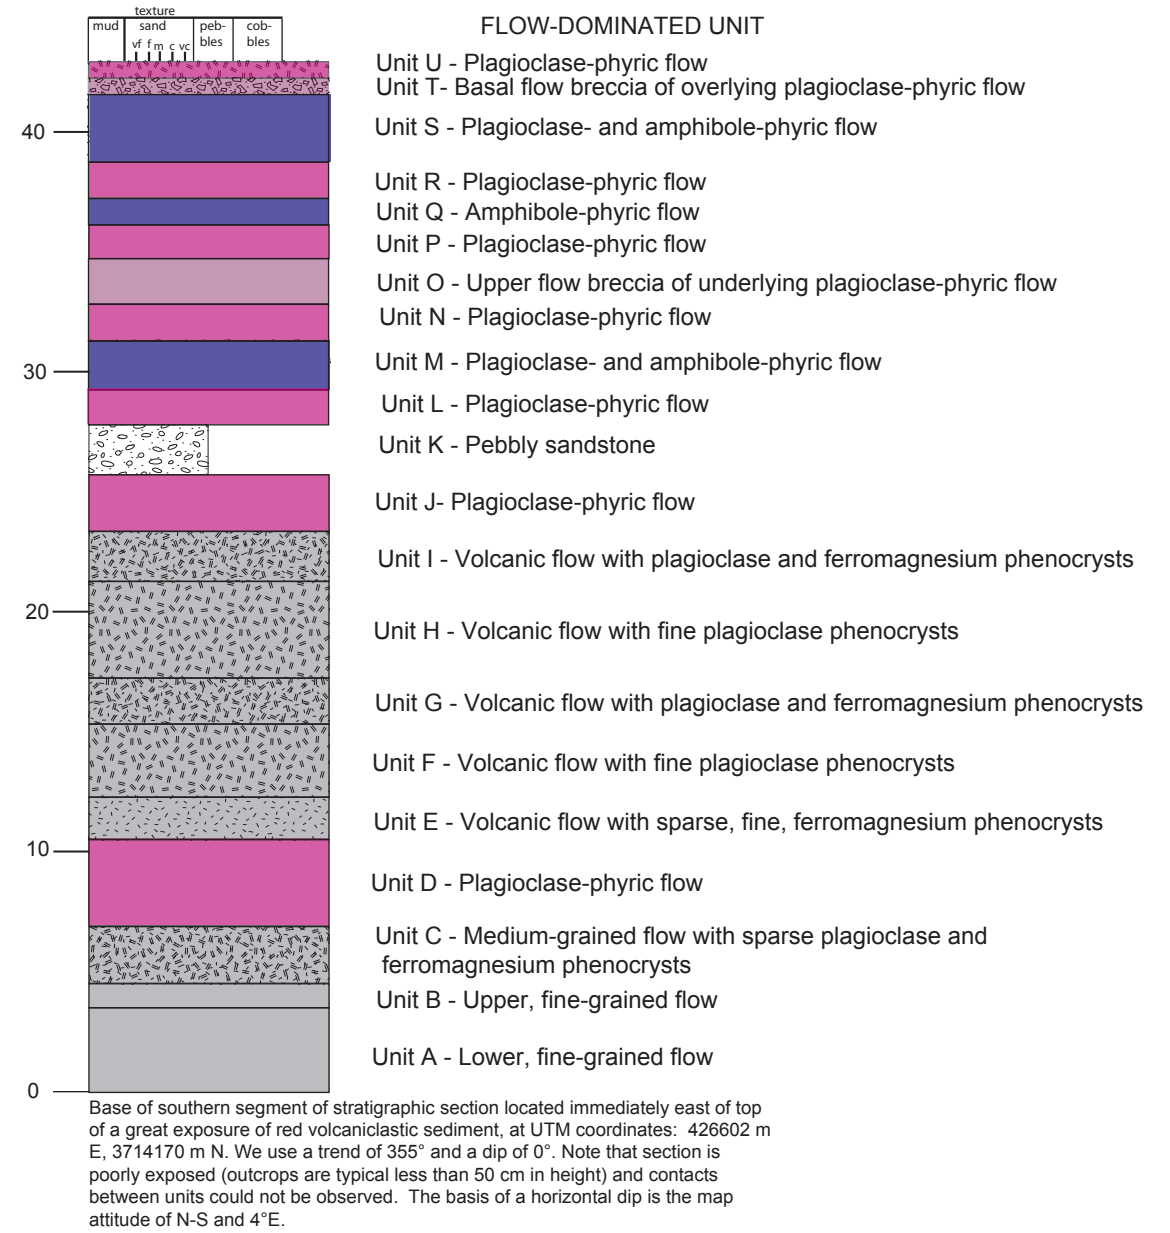 texture
mud sand peb- cob-
bles bles
vf f m c vc
FLOW-DOMINATED UNIT
Unit U - Plagioclase-phyric flow
Unit T- Basal flow breccia of overlying plagioclase-phyric flow
40
Unit S - Plagioclase- and amphibole-phyric flow
Unit R - Plagioclase-phyric flow
Unit Q - Amphibole-phyric flow
Unit P - Plagioclase-phyric flow
Unit O - Upper flow breccia of underlying plagioclase-phyric flow
Unit N - Plagioclase-phyric flow
30
Unit M - Plagioclase- and amphibole-phyric flow
Unit L - Plagioclase-phyric flow
Unit K - Pebbly sandstone
Unit J- Plagioclase-phyric flow
Unit I - Volcanic flow with plagioclase and ferromagnesium phenocrysts
20
Unit H - Volcanic flow with fine plagioclase phenocrysts
Unit G - Volcanic flow with plagioclase and ferromagnesium phenocrysts
Unit F - Volcanic flow with fine plagioclase phenocrysts
Unit E - Volcanic flow with sparse, fine, ferromagnesium phenocrysts
10
Unit D - Plagioclase-phyric flow
Unit C - Medium-grained flow with sparse plagioclase and
ferromagnesium phenocrysts
Unit B - Upper, fine-grained flow
Unit A - Lower, fine-grained flow
0
Base of southern segment of stratigraphic section located immediately east of top
of a great exposure of red volcaniclastic sediment, at UTM coordinates: 426602 m
E, 3714170 m N. We use a trend of 355° and a dip of 0°. Note that section is
poorly exposed (outcrops are typical less than 50 cm in height) and contacts
between units could not be observed. The basis of a horizontal dip is the map
attitude of N-S and 4°E.